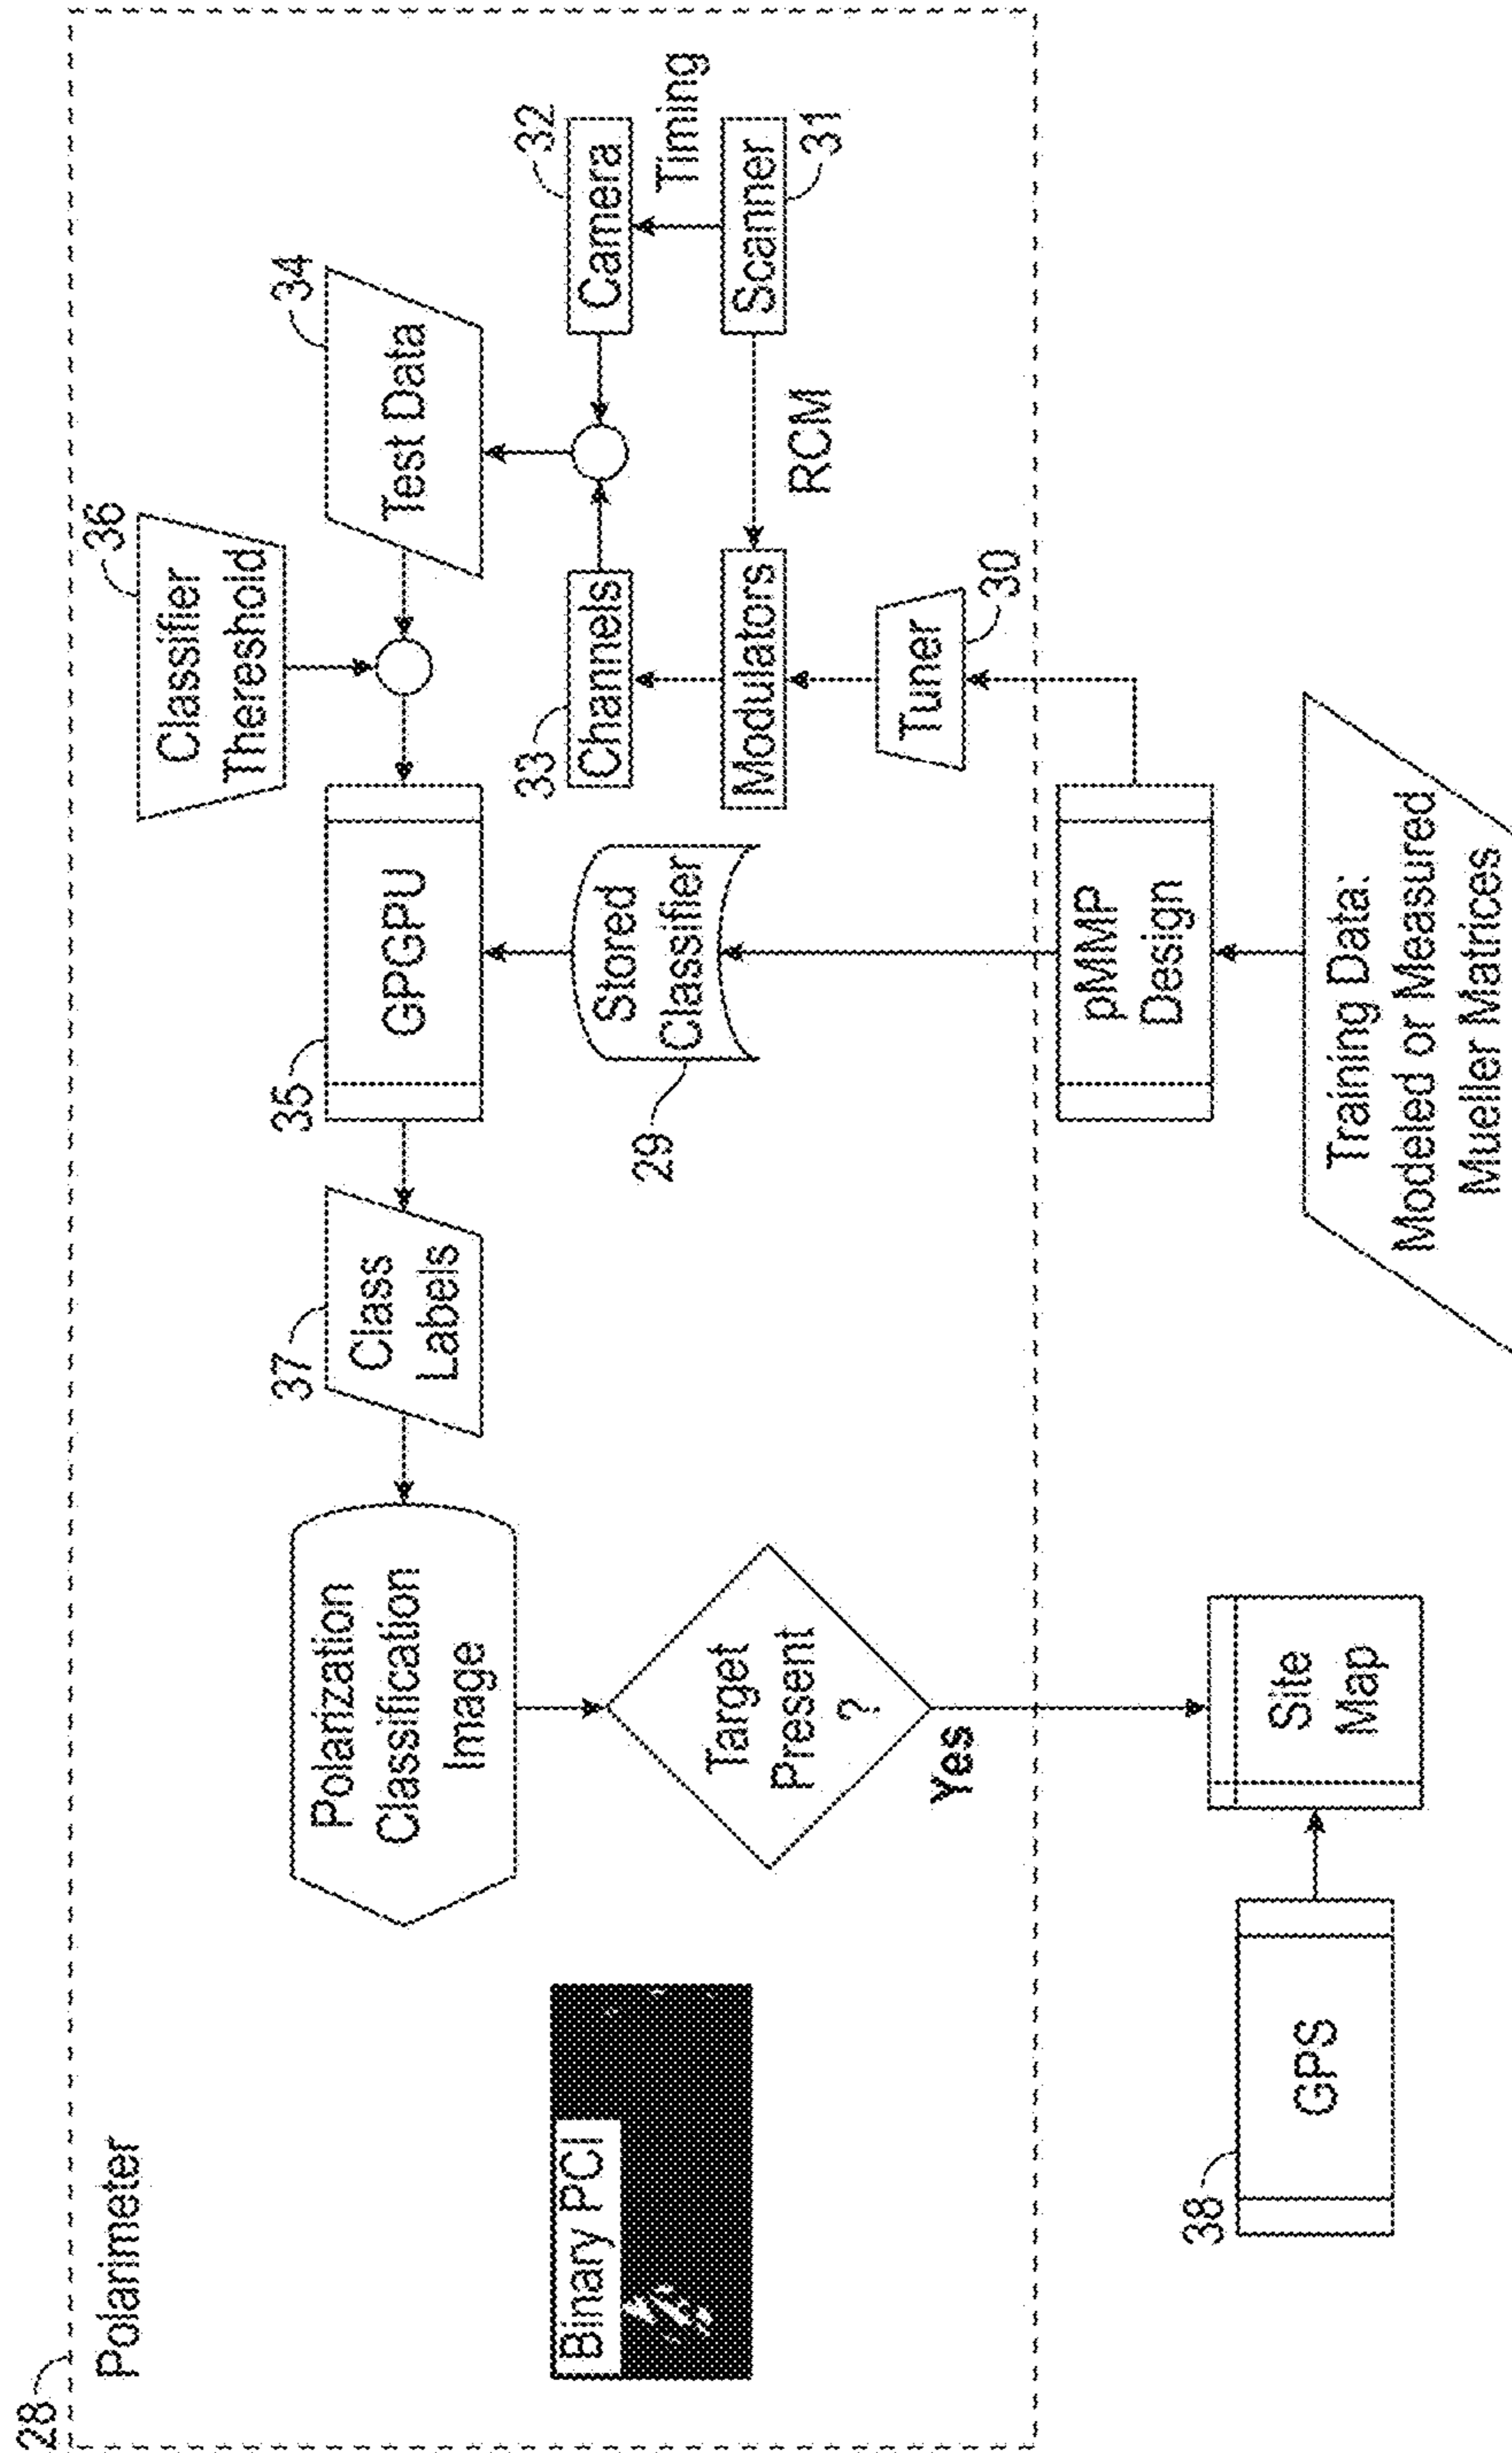 28
Polarimeter
Binary PCI
Polarization
Classification
Image
Target
Present
?
Yes
37
Class
Labels
35
GPGPU
36
Classifier
Thereshold
34
Test Data
29
Stored
Classifier
33
Channels
32
Camera
Timing
Modulators
RCM
Scanner
31
Tuner
30
38
GPS
Site
Map
pMMP
Design
Training Data:
Modeled or Measured
Mueller Matrices